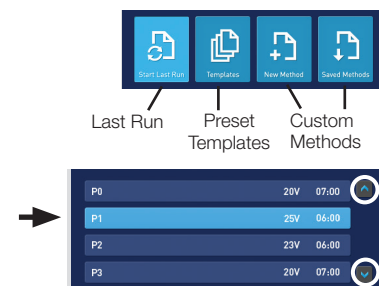 Start Last Run Templates New Method Saved Methods
Last Run Preset Templates Custom Methods
P0 20V 07:00
P1 25V 06:00
P2 23V 06:00
P3 20V 07:00